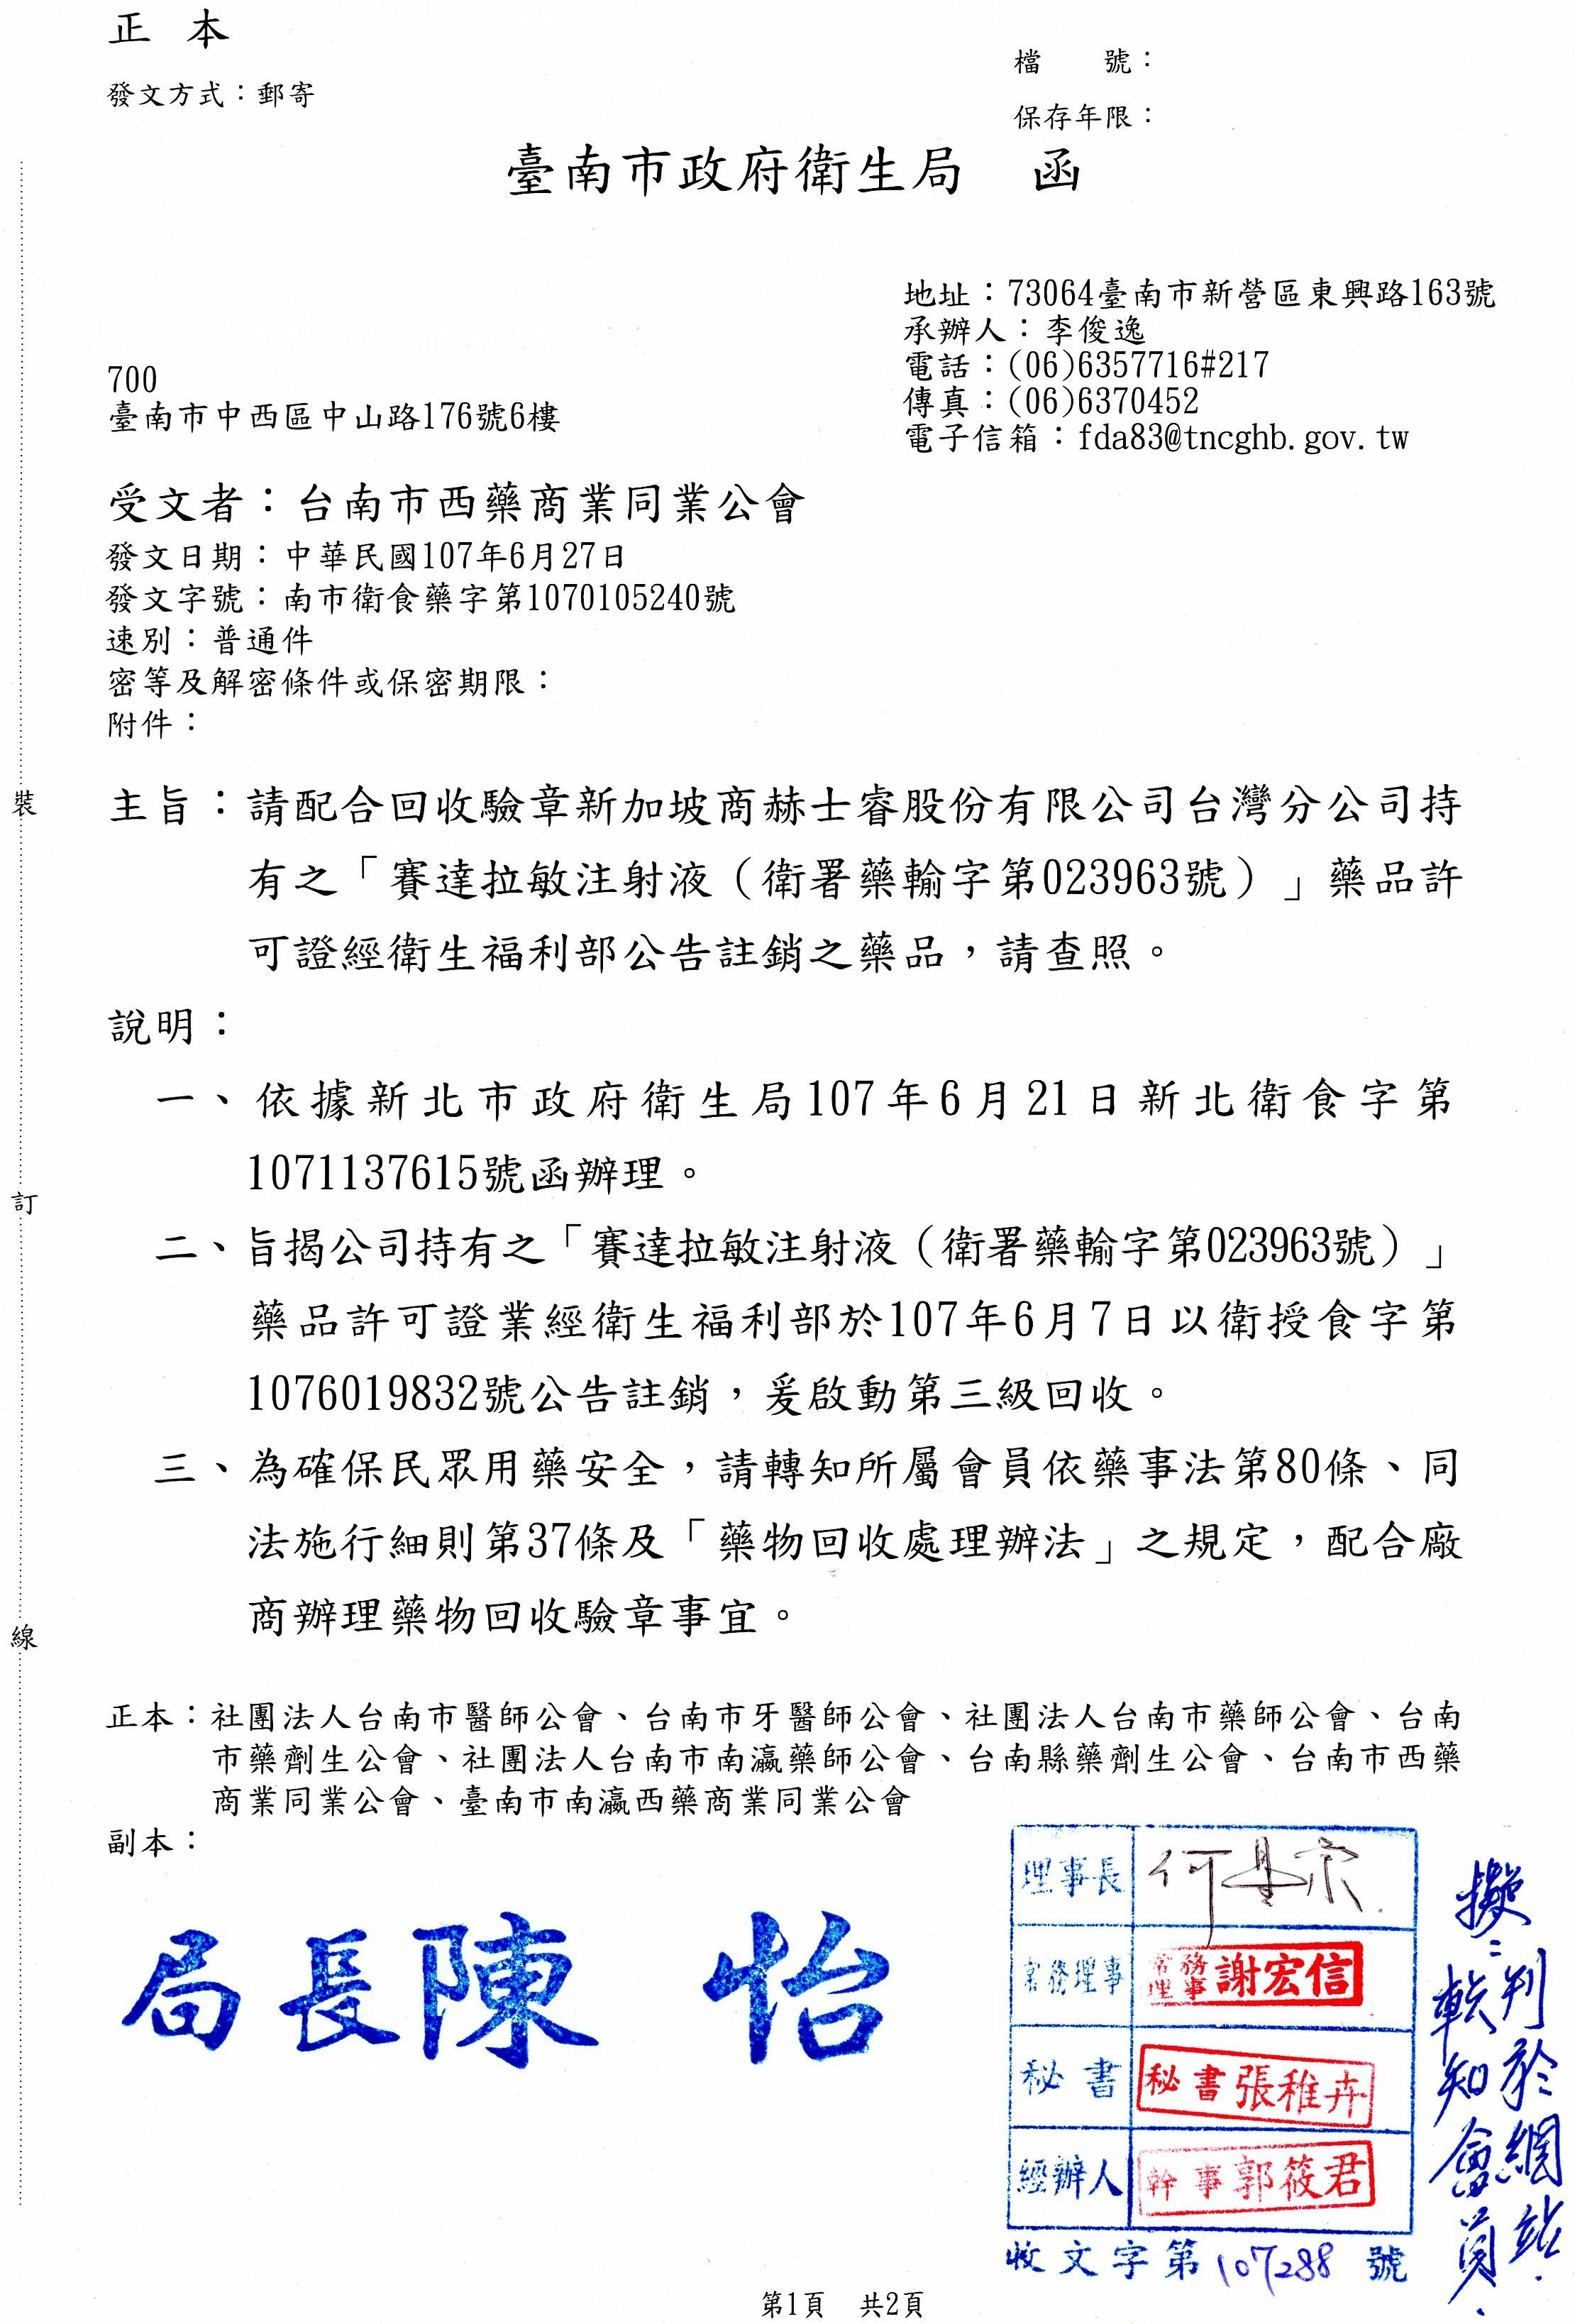 正本
發文方式：郵寄
檔　　號：
保存年限：
臺南市政府衛生局　函
地址：73064臺南市新營區東興路163號
承辦人：李俊逸
電話：(06)6357716#217
傳真：(06)6370452
電子信箱：fda83@tncghb.gov.tw
700
臺南市中西區中山路176號6樓
受文者：台南市西藥商業同業公會
發文日期：中華民國107年6月27日
發文字號：南市衛食藥字第1070105240號
速別：普通件
密等及解密條件或保密期限：
附件：
主旨：請配合回收驗章新加坡商赫士睿股份有限公司台灣分公司持
有之「賽達拉敏注射液（衛署藥輸字第023963號）」藥品許
可證經衛生福利部公告註銷之藥品，請查照。
說明：
一、依據新北市政府衛生局107年6月21日新北衛食字第
1071137615號函辦理。
二、旨揭公司持有之「賽達拉敏注射液（衛署藥輸字第023963號）」
藥品許可證業經衛生福利部於107年6月7日以衛授食字第
1076019832號公告註銷，爰啟動第三級回收。
三、為確保民眾用藥安全，請轉知所屬會員依藥事法第80條、同
法施行細則第37條及「藥物回收處理辦法」之規定，配合廠
商辦理藥物回收驗章事宜。
正本：社團法人台南市醫師公會、台南市牙醫師公會、社團法人台南市藥師公會、台南
市藥劑生公會、社團法人台南市南瀛藥師公會、台南縣藥劑生公會、台南市西藥
商業同業公會、臺南市南瀛西藥商業同業公會
副本：
局長陳　怡
理事長
常務理事 常務理事謝宏信
秘書 秘書張稚卉
經辦人 幹事郭筱君
收文字第107288號
擬：轉知會員.
刊於網站.
裝
訂
線
第1頁　共2頁